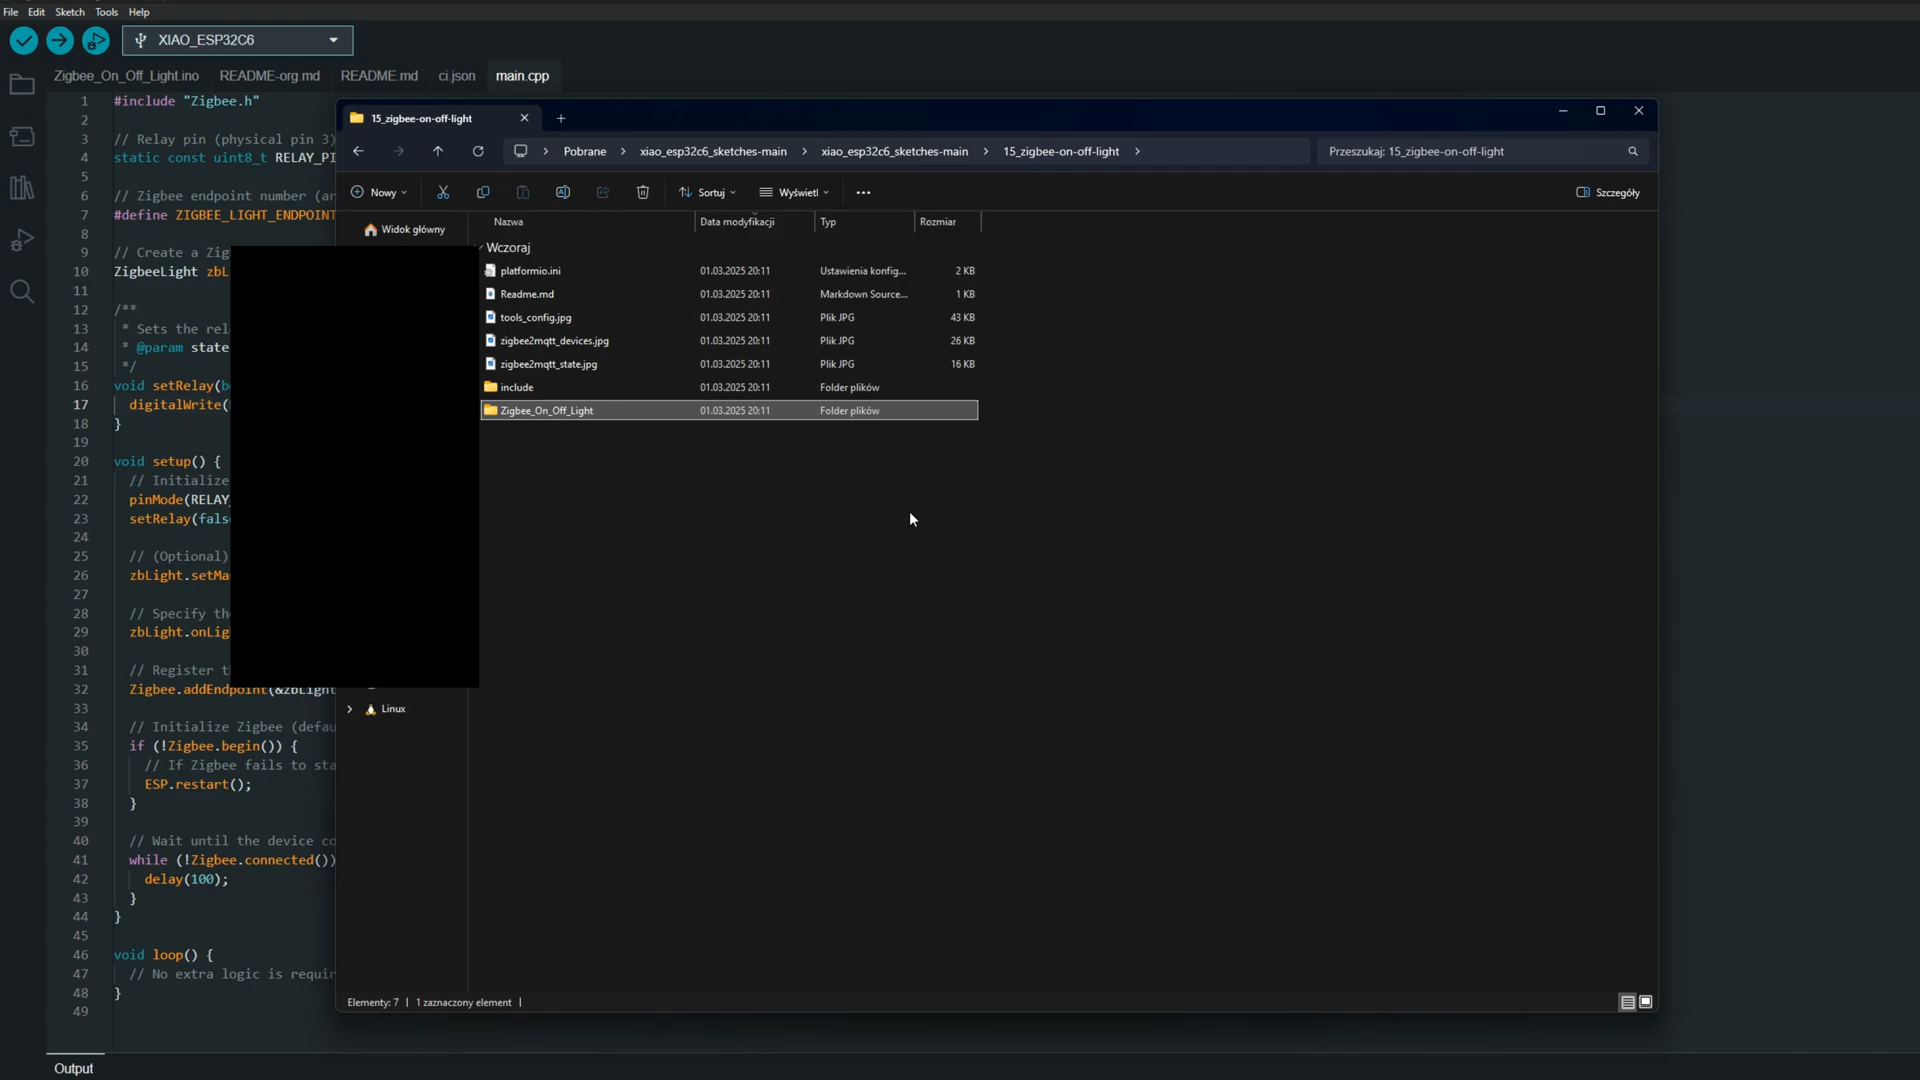 File Edit Sketch Tools Help
XIAO_ESP32C6
Zigbee_On_Off_Light.ino README-org.md README.md ci.json main.cpp
1 #include "Zigbee.h"
2
3 // Relay pin (physical pin 3)
4 static const uint8_t RELAY_PI
5
6 // Zigbee endpoint number (ar
7 #define ZIGBEE_LIGHT_ENDPOINT
8
9 // Create a Zig
10 ZigbeeLight zbL
11
12 /**
13 * Sets the rel
14 * @param state
15 */
16 void setRelay(bo
17 digitalWrite(
18 }
19
20 void setup() {
21 // Initialize
22 pinMode(RELAY_
23 setRelay(fals
24
25 // (Optional)
26 zbLight.setMa
27
28 // Specify th
29 zbLight.onLig
30
31 // Register t
32 Zigbee.addEndpoint(&zbLight
33
34 // Initialize Zigbee (defau
35 if (!Zigbee.begin()) {
36 // If Zigbee fails to sta
37 ESP.restart();
38 }
39
40 // Wait until the device co
41 while (!Zigbee.connected())
42 delay(100);
43 }
44 }
45
46 void loop() {
47 // No extra logic is requir
48 }
49
Output
15_zigbee-on-off-light
Pobrane > xiao_esp32c6_sketches-main > xiao_esp32c6_sketches-main > 15_zigbee-on-off-light >
Przeszukaj: 15_zigbee-on-off-light
Nowy Sortuj Wyświetl Szczegóły
Widok główny
Linux
Nazwa Data modyfikacji Typ Rozmiar
Wczoraj
platformio.ini 01.03.2025 20:11 Ustawienia konfig... 2 KB
Readme.md 01.03.2025 20:11 Markdown Source... 1 KB
tools_config.jpg 01.03.2025 20:11 Plik JPG 43 KB
zigbee2mqtt_devices.jpg 01.03.2025 20:11 Plik JPG 26 KB
zigbee2mqtt_state.jpg 01.03.2025 20:11 Plik JPG 16 KB
include 01.03.2025 20:11 Folder plików
Zigbee_On_Off_Light 01.03.2025 20:11 Folder plików
Elementy: 7 | 1 zaznaczony element |